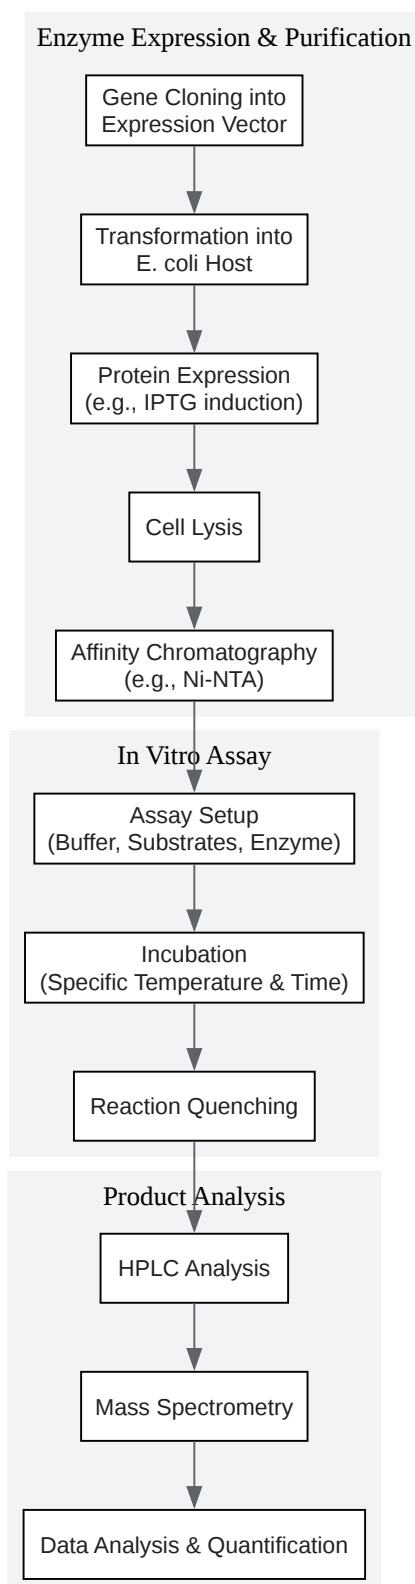 Enzyme Expression & Purification
Gene Cloning into
Expression Vector
Transformation into
E. coli Host
Protein Expression
(e.g., IPTG induction)
Cell Lysis
Affinity Chromatography
(e.g., Ni-NTA)
In Vitro Assay
Assay Setup
(Buffer, Substrates, Enzyme)
Incubation
(Specific Temperature & Time)
Reaction Quenching
Product Analysis
HPLC Analysis
Mass Spectrometry
Data Analysis & Quantification